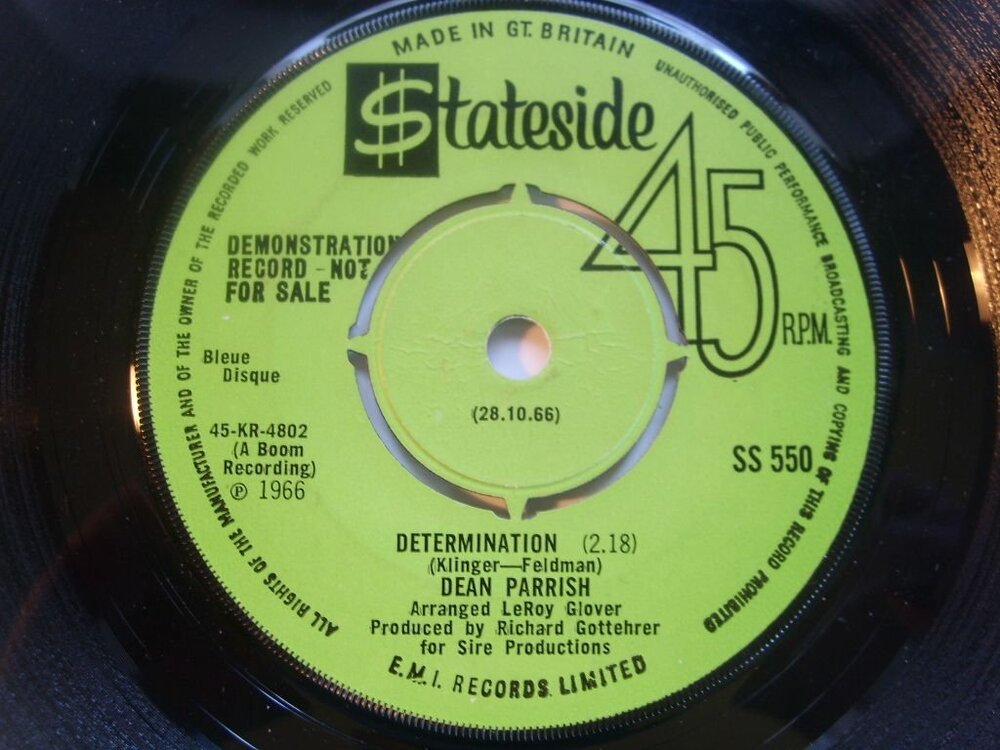 MADE IN GT. BRITAIN
$tateside
45
R.P.M.
DEMONSTRATION
RECORD - NOT
FOR SALE
Bleue
Disque
(28.10.66)
45-KR-4802
(A Boom
Recording)
℗ 1966
SS 550
DETERMINATION (2.18)
(Klinger—Feldman)
DEAN PARRISH
Arranged LeRoy Glover
Produced by Richard Gottehrer
for Sire Productions
E.M.I. RECORDS LIMITED
ALL RIGHTS OF THE MANUFACTURER AND OF THE OWNER OF THE RECORDED WORK RESERVED
UNAUTHORISED PUBLIC PERFORMANCE BROADCASTING AND COPYING OF THIS RECORD PROHIBITED